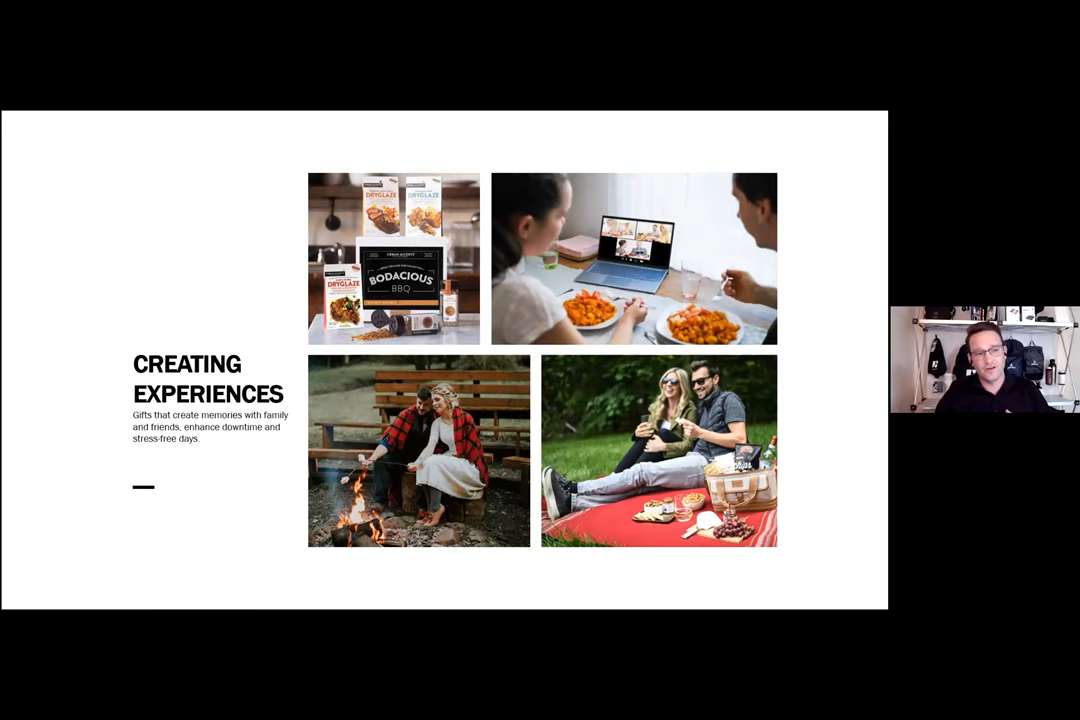 CREATING
EXPERIENCES
Gifts that create memories with family
and friends, enhance downtime and
stress-free days.
DRYGLAZE
DRYGLAZE
DRYGLAZE
URBAN ACCENTS
BODACIOUS
BBQ